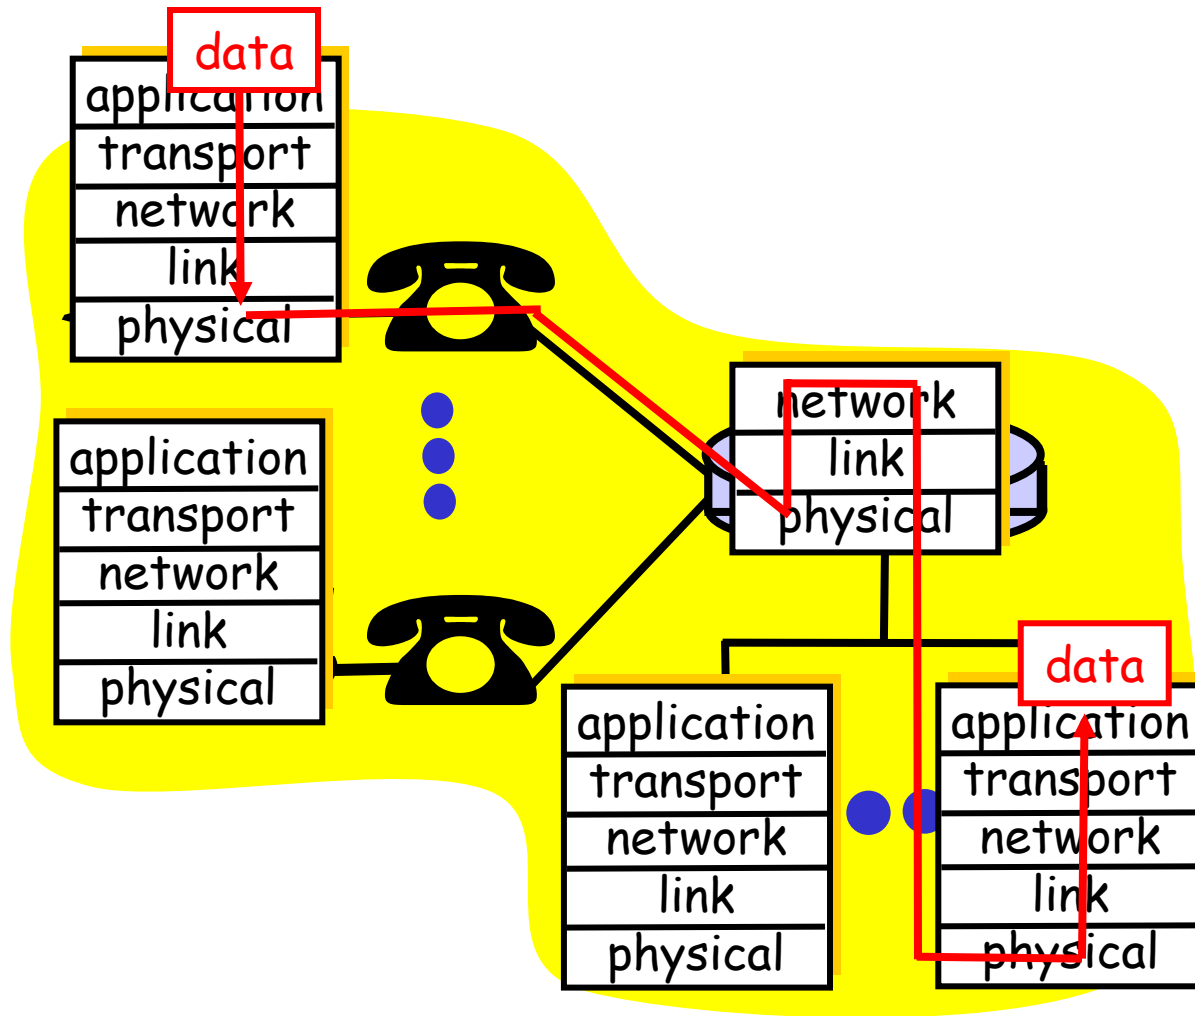 data
application
transport
network
link
physical
application
transport
network
link
physical
network
link
physical
application
transport
network
link
physical
data
application
transport
network
link
physical